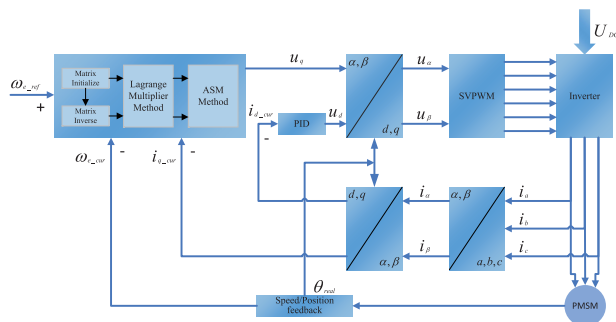 U_DC
ω_e_ref
+
Matrix
Initialize
Matrix
Inverse
Lagrange
Multiplier
Method
ASM
Method
u_q
i_d_cur
-
PID
u_d
α,β
d,q
u_α
u_β
SVPWM
Inverter
ω_e_cur
-
i_q_cur
-
d,q
α,β
i_α
i_β
α,β
a,b,c
i_a
i_b
i_c
θ_real
Speed/Position
feedback
PMSM